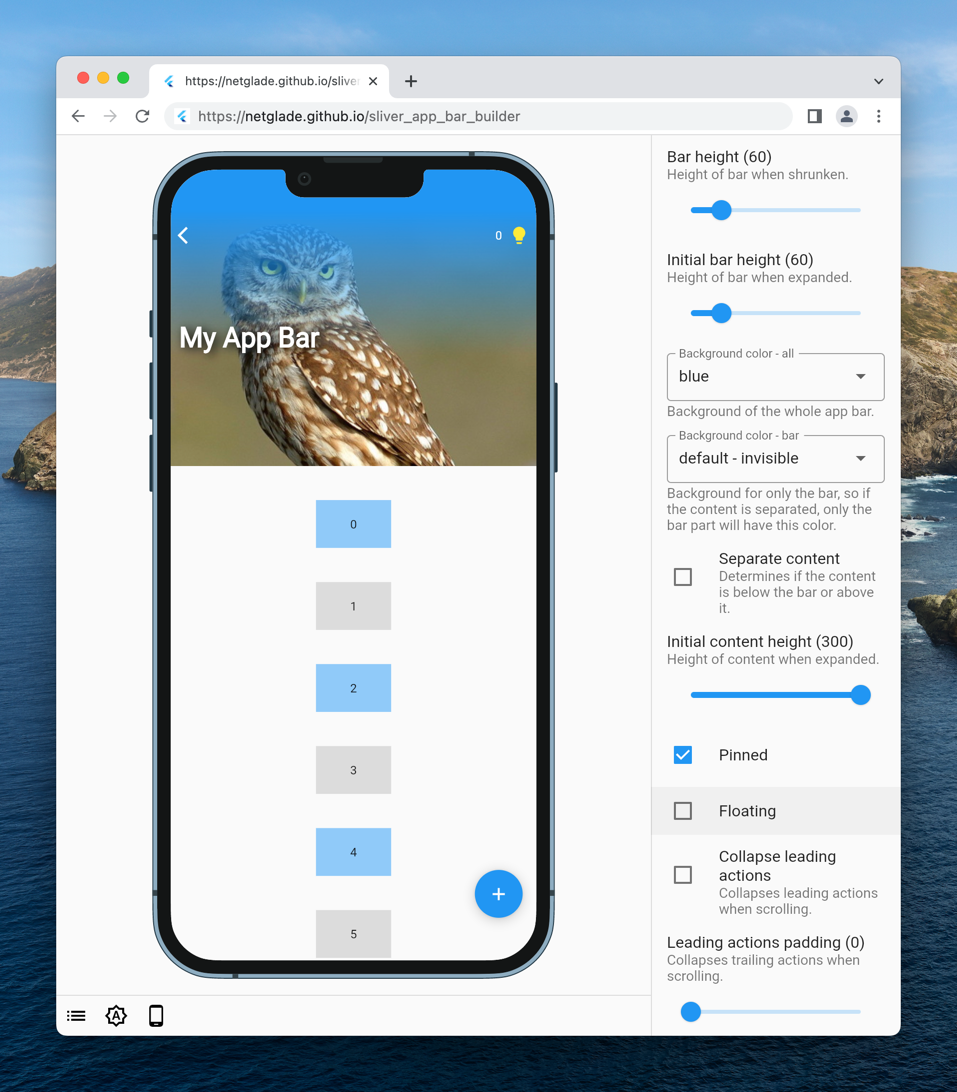 https://netglade.github.io/slive
https://netglade.github.io/sliver_app_bar_builder
0
My App Bar
0
1
2
3
4
5
+
Bar height (60)
Height of bar when shrunken.
Initial bar height (60)
Height of bar when expanded.
Background color - all
blue
Background of the whole app bar.
Background color - bar
default - invisible
Background for only the bar, so if
the content is separated, only the
bar part will have this color.
Separate content
Determines if the content
is below the bar or above
it.
Initial content height (300)
Height of content when expanded.
Pinned
Floating
Collapse leading
actions
Collapses leading actions
when scrolling.
Leading actions padding (0)
Collapses trailing actions when
scrolling.
A